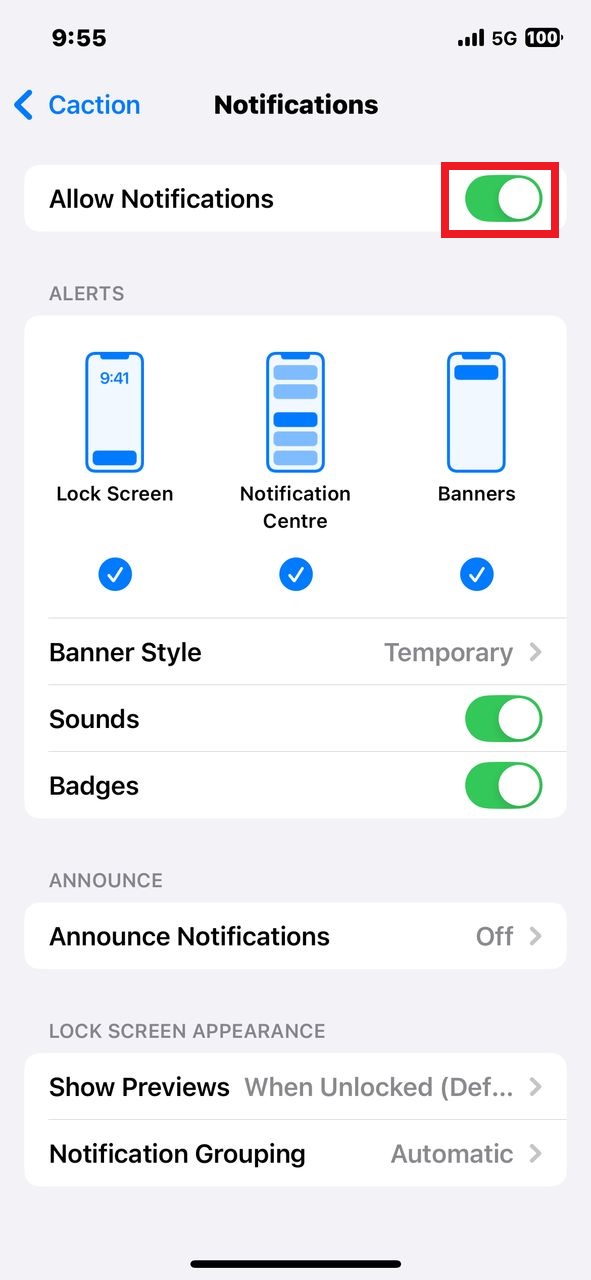 9:55
5G 100
Caction
Notifications
Allow Notifications
ALERTS
9:41
Lock Screen
Notification
Centre
Banners
Banner Style
Temporary
Sounds
Badges
ANNOUNCE
Announce Notifications
Off
LOCK SCREEN APPEARANCE
Show Previews
When Unlocked (Def...
Notification Grouping
Automatic